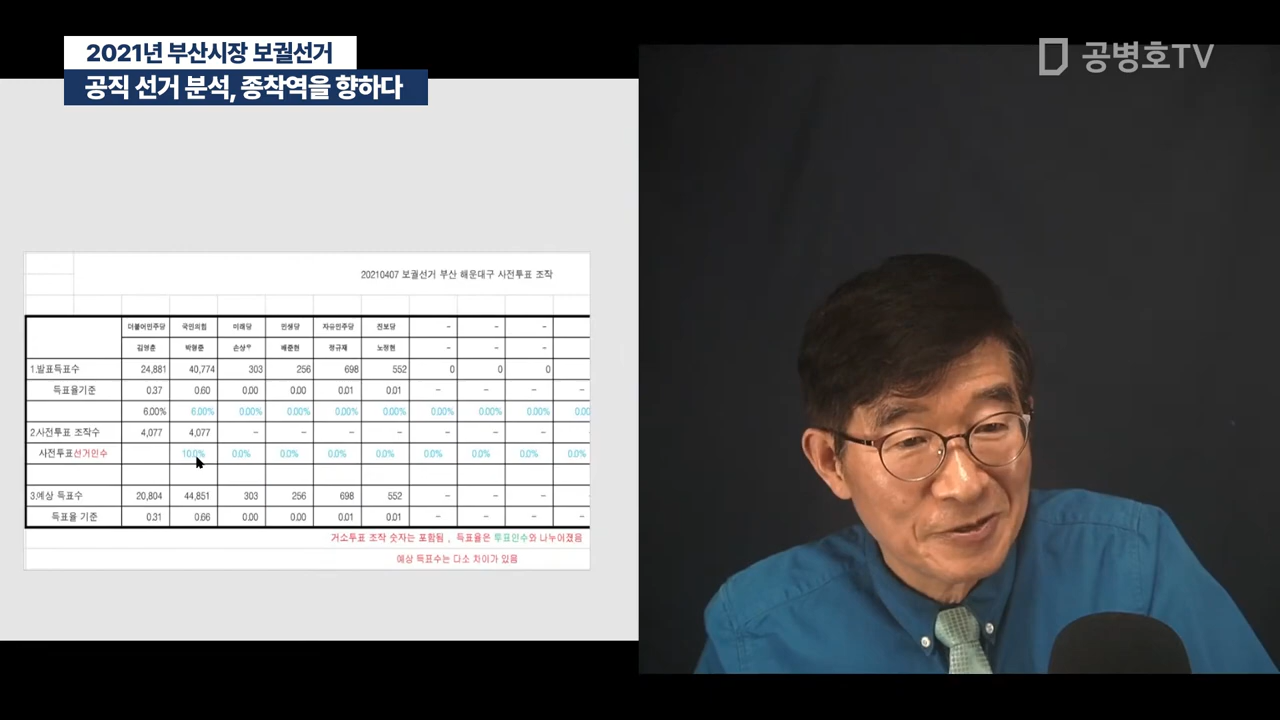 2021년 부산시장 보궐선거
공직 선거 분석, 종착역을 향하다
공병호TV
20210407 보궐선거 부산 해운대구 사전투표 조작
더불어민주당 국민의힘 미래당 민생당 자유민주당 진보당 - - -
김영춘 박형준 손상우 배준현 정규재 노정현 - - -
1.발표득표수 24,881 40,774 303 256 698 552 0 0 0
득표율기준 0.37 0.60 0.00 0.00 0.01 0.01 - - - -
6.00% 6.00% 0.00% 0.00% 0.00% 0.00% 0.00% 0.00% 0.00% 0.00
2.사전투표 조작수 4,077 4,077 - - - - - - - -
사전투표선거인수 10.0% 0.0% 0.0% 0.0% 0.0% 0.0% 0.0% 0.0% 0.0%
3.예상 득표수 20,804 44,851 303 256 698 552 - - - -
득표율 기준 0.31 0.66 0.00 0.00 0.01 0.01 - - - -
거소투표 조작 숫자는 포함됨 , 득표율은 투표인수와 나누어졌음
예상 득표수는 다소 차이가 있음